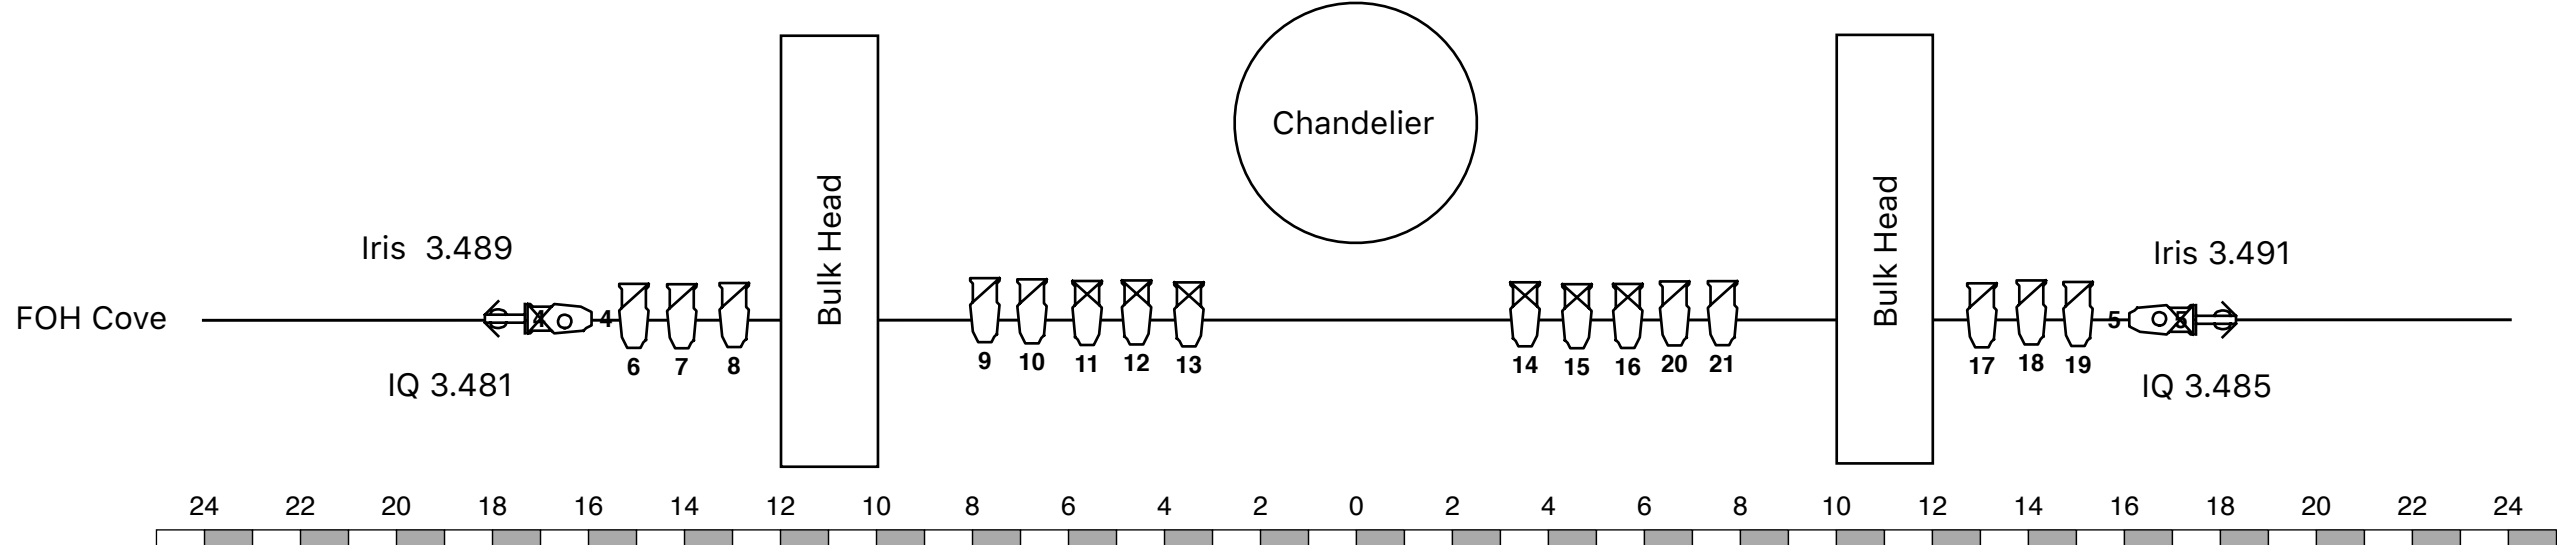 Chandelier
Bulk Head
Bulk Head
Iris 3.489
Iris 3.491
FOH Cove
4 4
5 5
6 7 8
9 10 11 12 13
14 15 16 20 21
17 18 19
IQ 3.481
IQ 3.485
24 22 20 18 16 14 12 10 8 6 4 2 0 2 4 6 8 10 12 14 16 18 20 22 24